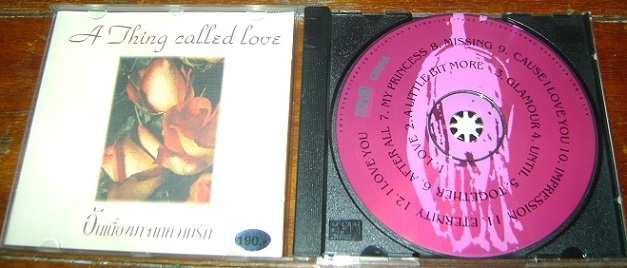 A Thing called love
อันเนื่องมาจากความรัก
190.-
1. LOVE 2. A LITTLE BIT MORE 3. GLAMOUR 4. UNTIL 5. TOGETHER 6. AFTER ALL 7. MY PRINCESS 8. MISSING 9. 'CAUSE I LOVE YOU 10. IMPRESSION 11. ETERNITY 12. I LOVE YOU